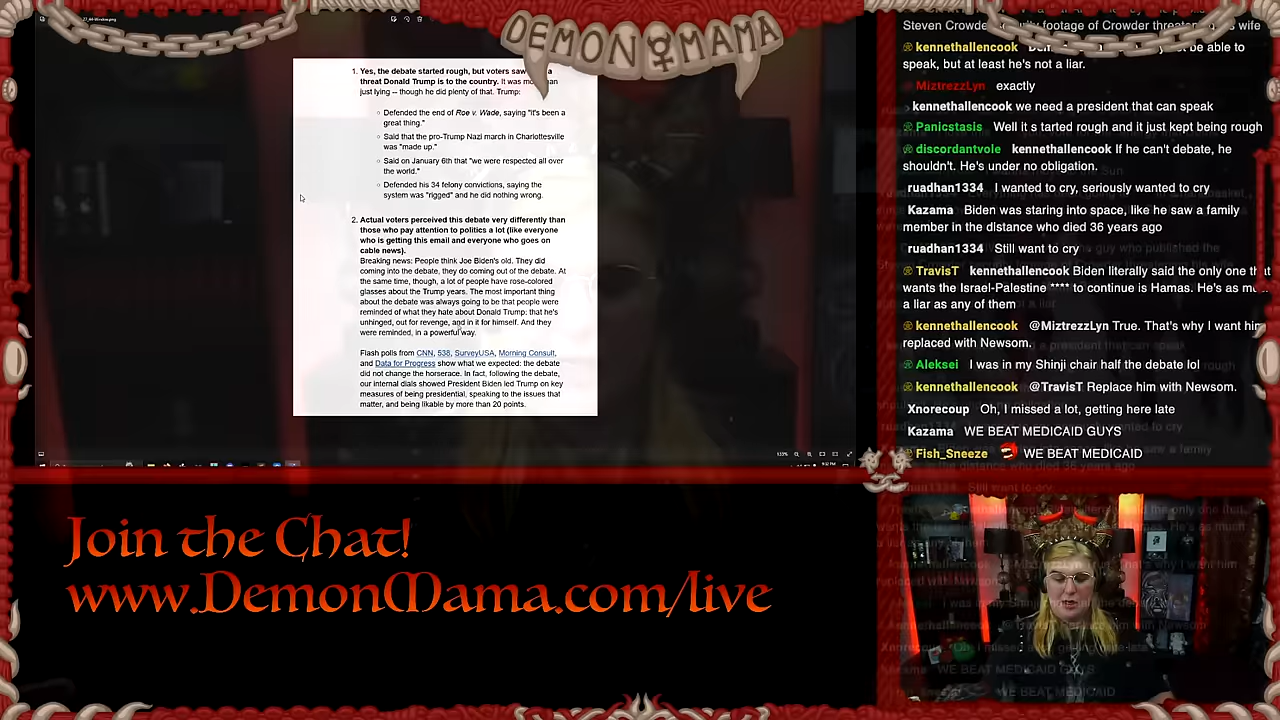 DEMON MAMA
1. Yes, the debate started rough, but voters saw a
threat Donald Trump is to the country. It was
just lying -- though he did plenty of that. Trump:
○ Defended the end of Roe v. Wade, saying "it's been a
great thing."
○ Said that the pro-Trump Nazi march in Charlottesville
was "made up."
○ Said on January 6th that "we were respected all over
the world."
○ Defended his 34 felony convictions, saying the
system was "rigged" and he did nothing wrong.
2. Actual voters perceived this debate very differently than
those who pay attention to politics a lot (like everyone
who is getting this email and everyone who goes on
cable news).
Breaking news: People think Joe Biden's old. They did
coming into the debate, they do coming out of the debate. At
the same time, though, a lot of people have rose-colored
glasses about the Trump years. The most important thing
about the debate was always going to be that people were
reminded of what they hate about Donald Trump: that he's
unhinged, out for revenge, and in it for himself. And they
were reminded, in a powerful way.
Flash polls from CNN, 538, SurveyUSA, Morning Consult,
and Data for Progress show what we expected: the debate
did not change the horserace. In fact, following the debate,
our internal dials showed President Biden led Trump on key
measures of being presidential, speaking to the issues that
matter, and being likable by more than 20 points.
Steven Crowder footage of Crowder wife
kennethallencook be able to
speak, but at least he's not a liar.
MiztrezzLyn exactly
kennethallencook we need a president that can speak
Panicstasis Well it s tarted rough and it just kept being rough
discordantvole kennethallencook If he can't debate, he
shouldn't. He's under no obligation.
ruadhan1334 I wanted to cry, seriously wanted to cry
Kazama Biden was staring into space, like he saw a family
member in the distance who died 36 years ago
ruadhan1334 Still want to cry
TravisT kennethallencook Biden literally said the only one that
wants the Israel-Palestine **** to continue is Hamas. He's as
a liar as any of them
kennethallencook @MiztrezzLyn True. That's why I want him
replaced with Newsom.
Aleksei I was in my Shinji chair half the debate lol
kennethallencook @TravisT Replace him with Newsom.
Xnorecoup Oh, I missed a lot, getting here late
Kazama WE BEAT MEDICAID GUYS
Fish_Sneeze WE BEAT MEDICAID
Join the Chat!
www.DemonMama.com/live